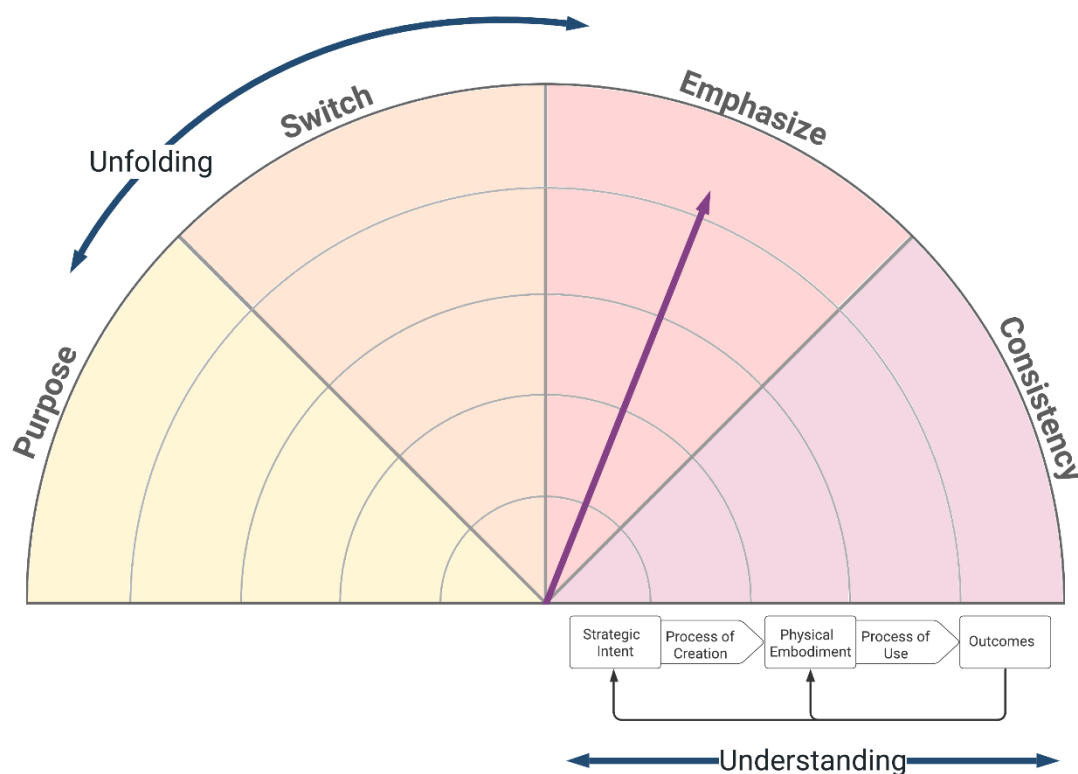 Unfolding
Switch
Emphasize
Purpose
Consistency
Strategic
Intent
Process of
Creation
Physical
Embodiment
Process of
Use
Outcomes
Understanding